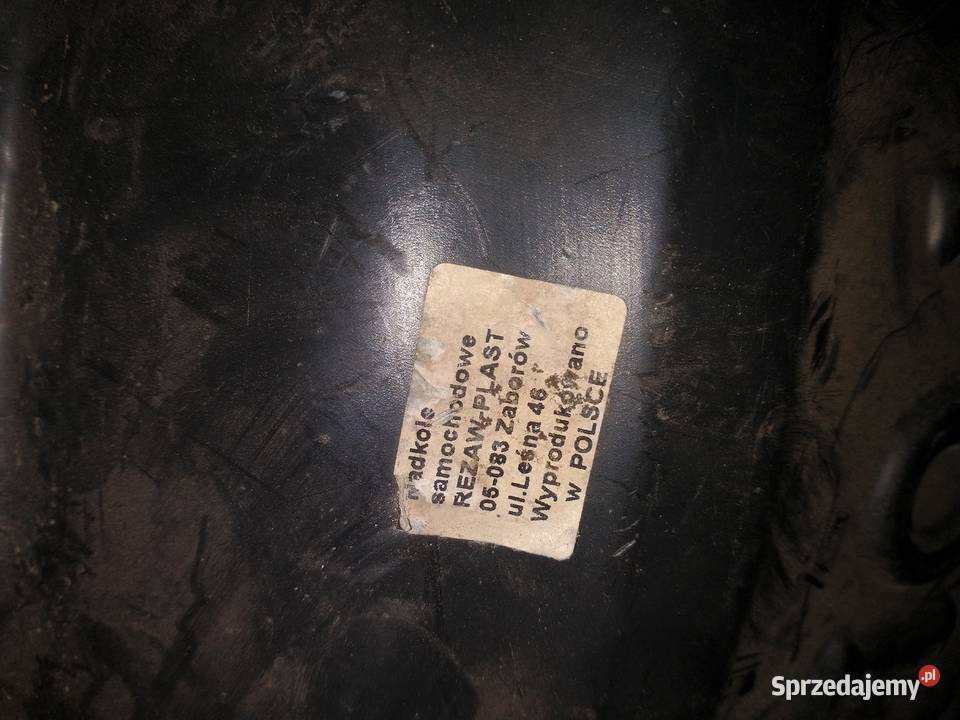 Nadkole
samochodowe
REZAW-PLAST
05-083 Zaborów
ul.Leśna 46
Wyprodukowano
w POLSCE
Sprzedajemy.pl